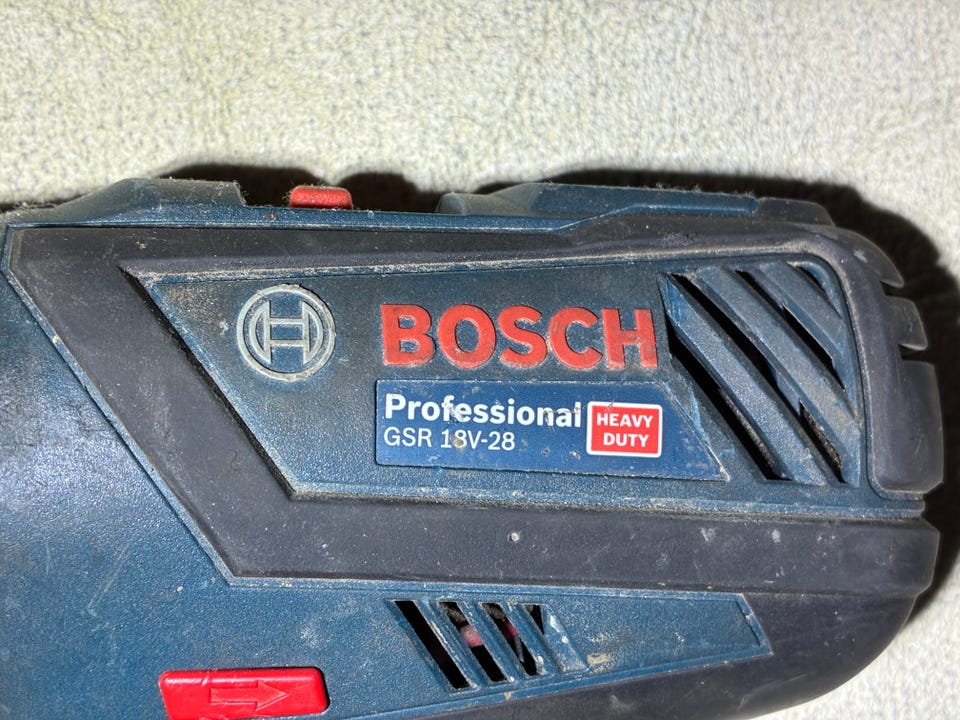 BOSCH
Professional
GSR 18V-28
HEAVY
DUTY